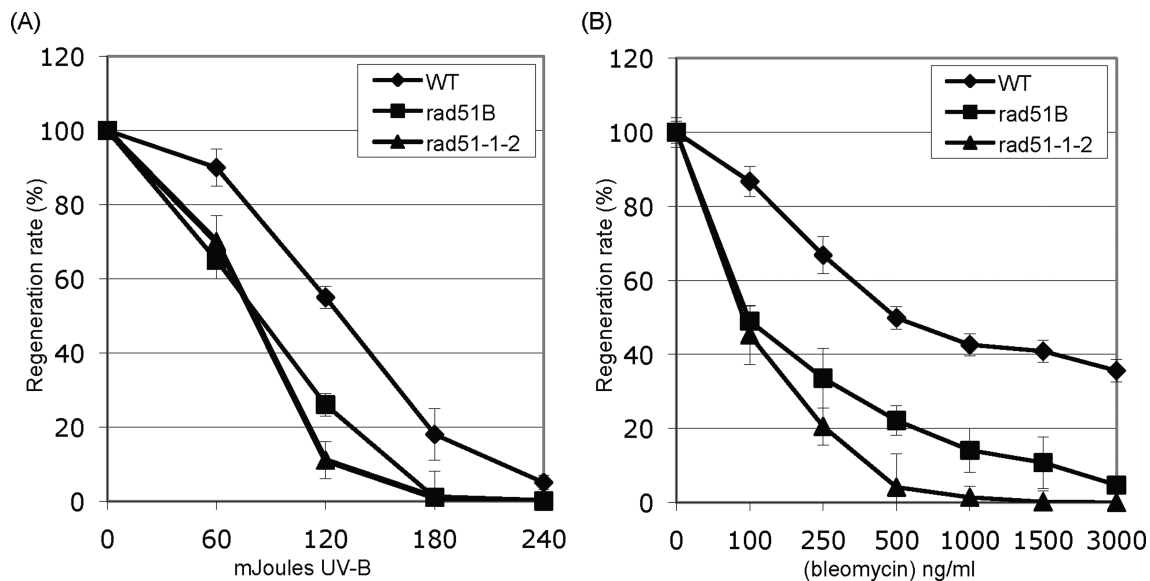 (A)
120
100
80
60
40
20
0
Regeneration rate (%)
WT
rad51B
rad51-1-2
0 60 120 180 240
mJoules UV-B
(B)
120
100
80
60
40
20
0
Regeneration rate (%)
WT
rad51B
rad51-1-2
0 100 250 500 1000 1500 3000
(bleomycin) ng/ml